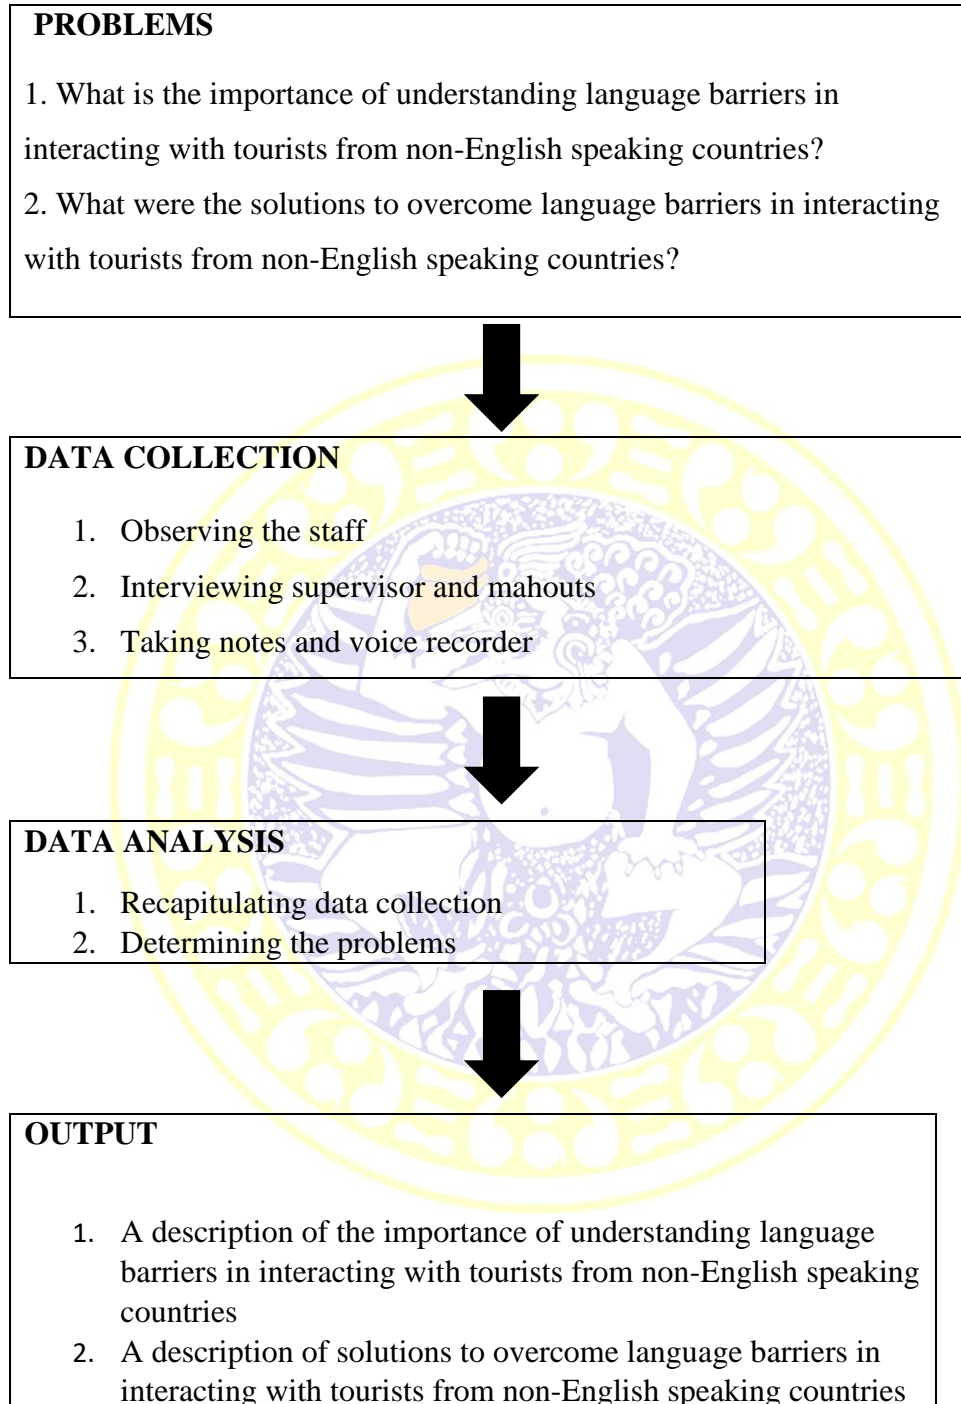 PROBLEMS
1. What is the importance of understanding language barriers in
interacting with tourists from non-English speaking countries?
2. What were the solutions to overcome language barriers in interacting
with tourists from non-English speaking countries?
DATA COLLECTION
1. Observing the staff
2. Interviewing supervisor and mahouts
3. Taking notes and voice recorder
DATA ANALYSIS
1. Recapitulating data collection
2. Determining the problems
OUTPUT
1. A description of the importance of understanding language
barriers in interacting with tourists from non-English speaking
countries
2. A description of solutions to overcome language barriers in
interacting with tourists from non-English speaking countries